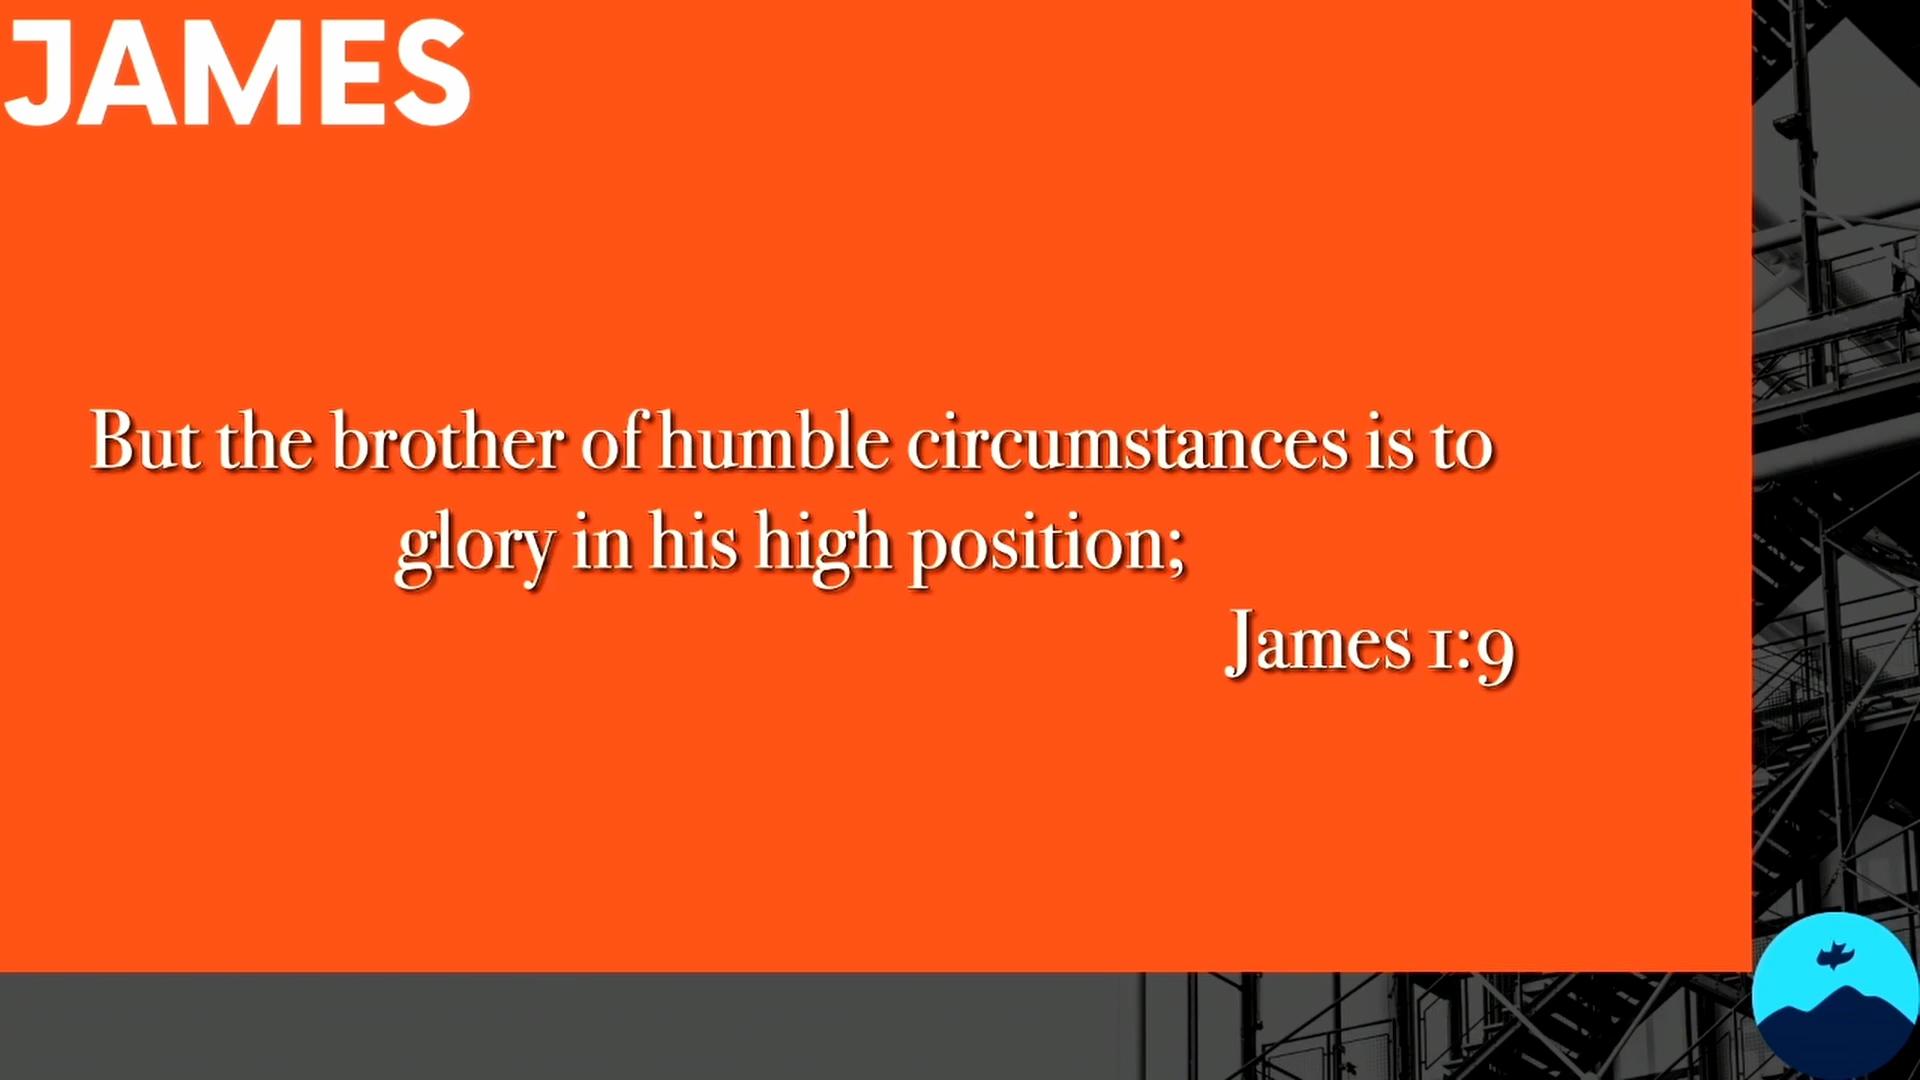 JAMES
But the brother of humble circumstances is to
glory in his high position;
James 1:9